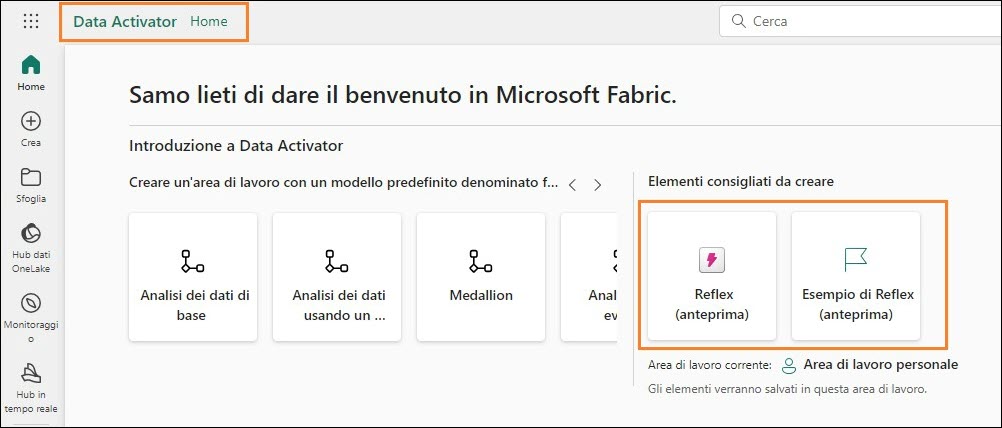 Data Activator Home
Cerca
Home
Crea
Sfoglia
Hub dati
OneLake
Monitoraggi
o
Hub in
tempo reale
Samo lieti di dare il benvenuto in Microsoft Fabric.
Introduzione a Data Activator
Creare un'area di lavoro con un modello predefinito denominato f...
Analisi dei dati di
base
Analisi dei dati
usando un ...
Medallion
Anal
ev
Elementi consigliati da creare
Reflex
(anteprima)
Esempio di Reflex
(anteprima)
Area di lavoro corrente: Area di lavoro personale
Gli elementi verranno salvati in questa area di lavoro.